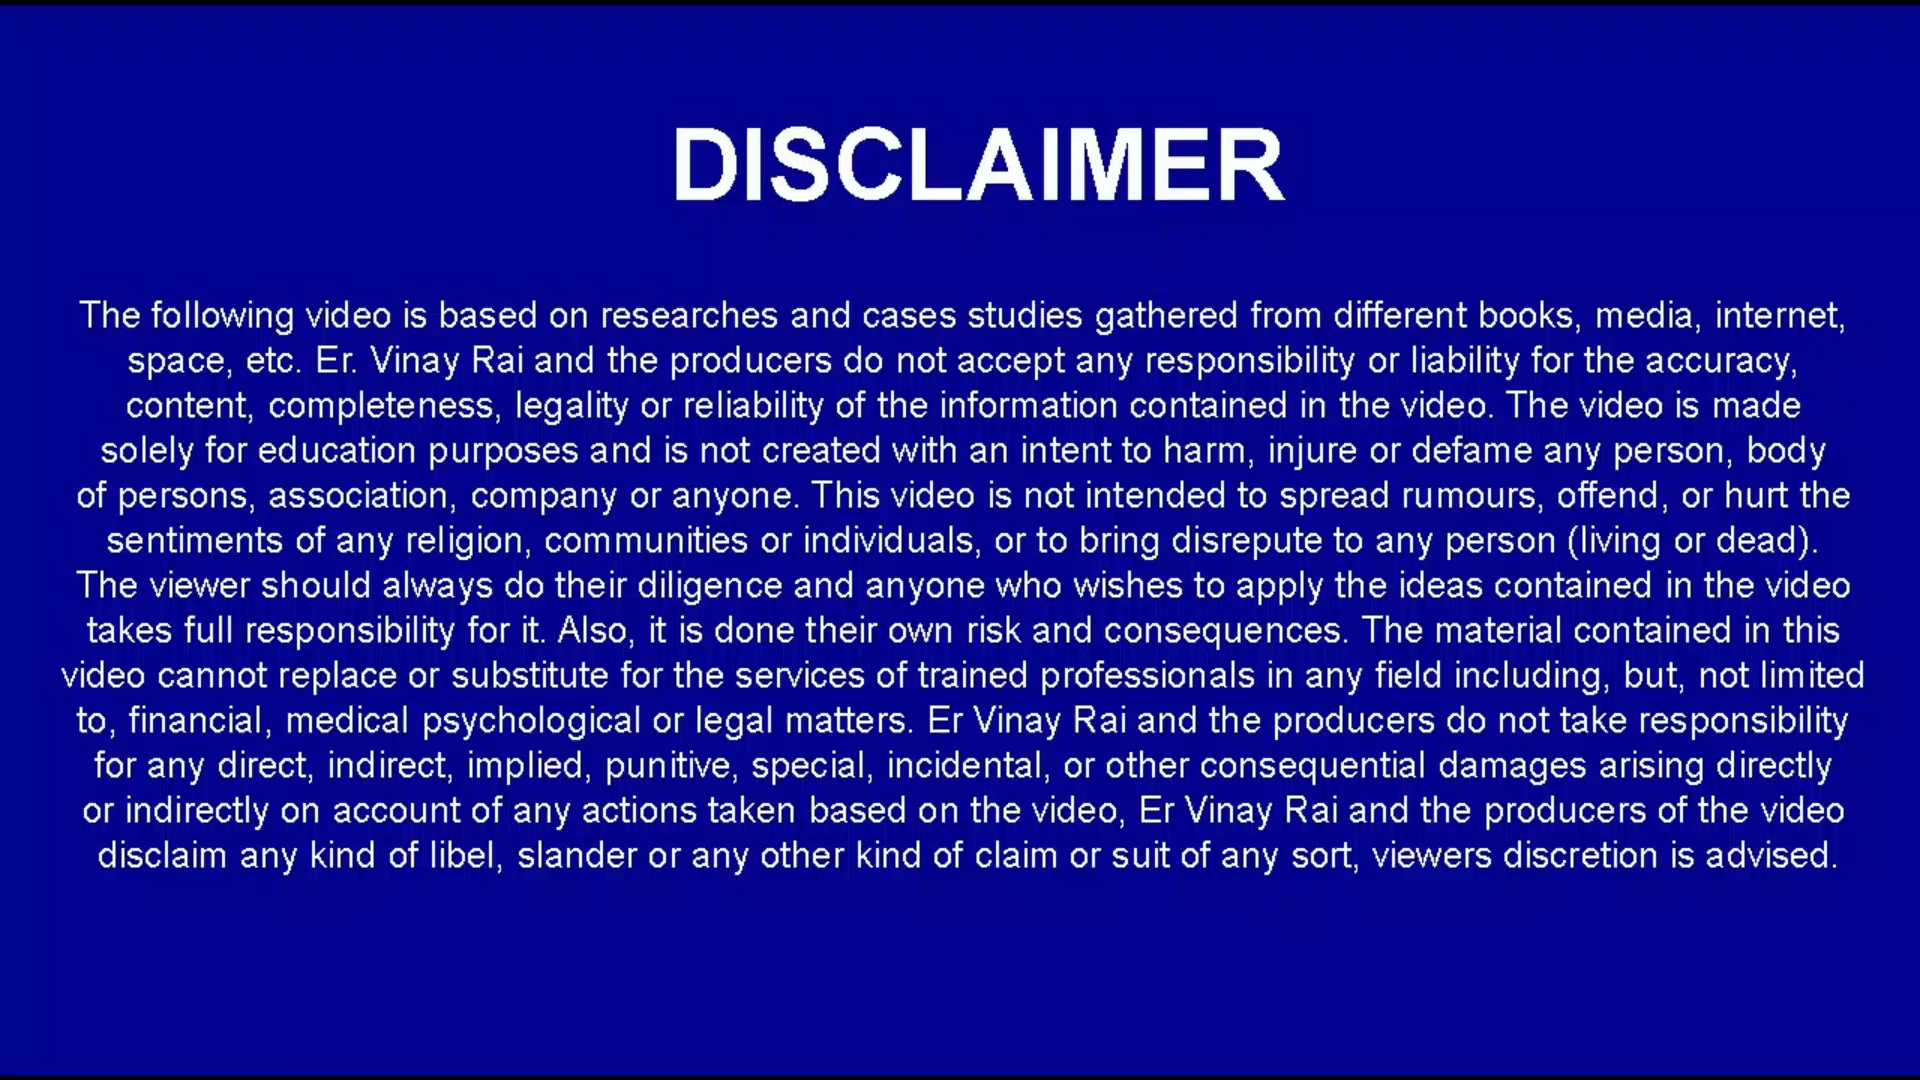 DISCLAIMER
The following video is based on researches and cases studies gathered from different books, media, internet,
space, etc. Er. Vinay Rai and the producers do not accept any responsibility or liability for the accuracy,
content, completeness, legality or reliability of the information contained in the video. The video is made
solely for education purposes and is not created with an intent to harm, injure or defame any person, body
of persons, association, company or anyone. This video is not intended to spread rumours, offend, or hurt the
sentiments of any religion, communities or individuals, or to bring disrepute to any person (living or dead).
The viewer should always do their diligence and anyone who wishes to apply the ideas contained in the video
takes full responsibility for it. Also, it is done their own risk and consequences. The material contained in this
video cannot replace or substitute for the services of trained professionals in any field including, but, not limited
to, financial, medical psychological or legal matters. Er Vinay Rai and the producers do not take responsibility
for any direct, indirect, implied, punitive, special, incidental, or other consequential damages arising directly
or indirectly on account of any actions taken based on the video, Er Vinay Rai and the producers of the video
disclaim any kind of libel, slander or any other kind of claim or suit of any sort, viewers discretion is advised.